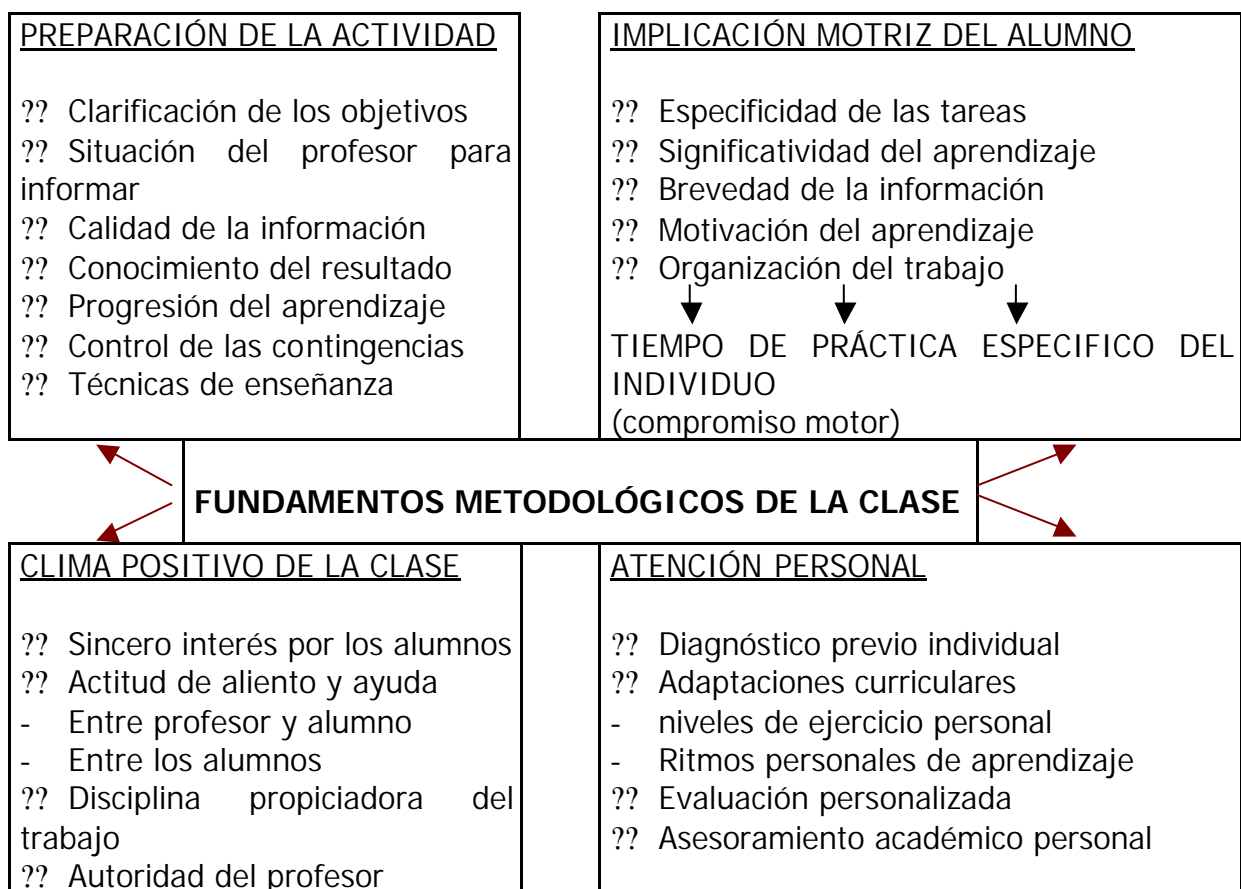 PREPARACIÓN DE LA ACTIVIDAD
?? Clarificación de los objetivos
?? Situación del profesor para
informar
?? Calidad de la información
?? Conocimiento del resultado
?? Progresión del aprendizaje
?? Control de las contingencias
?? Técnicas de enseñanza
IMPLICACIÓN MOTRIZ DEL ALUMNO
?? Especificidad de las tareas
?? Significatividad del aprendizaje
?? Brevedad de la información
?? Motivación del aprendizaje
?? Organización del trabajo
TIEMPO DE PRÁCTICA ESPECIFICO DEL
INDIVIDUO
(compromiso motor)
FUNDAMENTOS METODOLÓGICOS DE LA CLASE
CLIMA POSITIVO DE LA CLASE
?? Sincero interés por los alumnos
?? Actitud de aliento y ayuda
- Entre profesor y alumno
- Entre los alumnos
?? Disciplina propiciadora del
trabajo
?? Autoridad del profesor
ATENCIÓN PERSONAL
?? Diagnóstico previo individual
?? Adaptaciones curriculares
- niveles de ejercicio personal
- Ritmos personales de aprendizaje
?? Evaluación personalizada
?? Asesoramiento académico personal